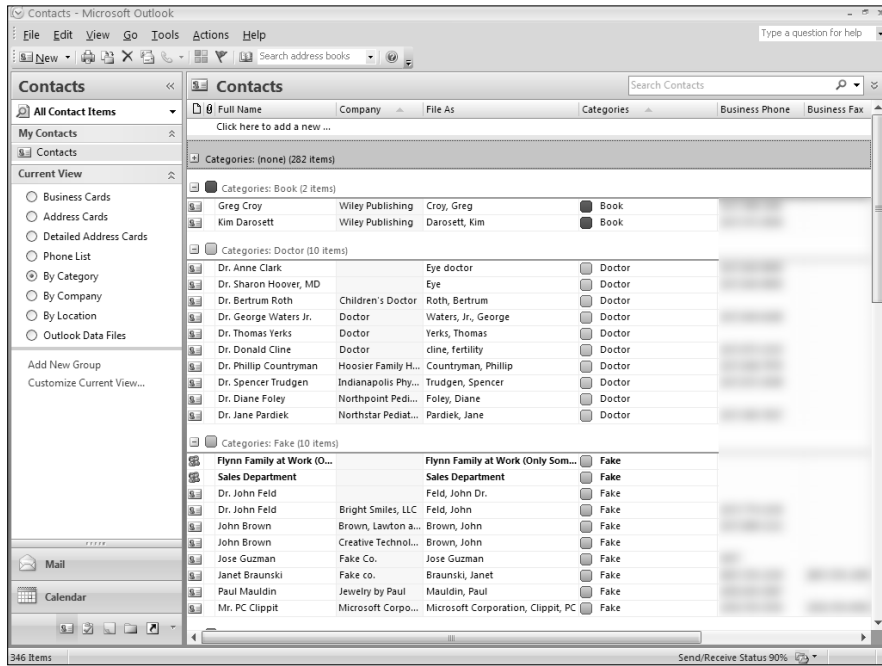 Contacts - Microsoft Outlook
File Edit View Go Tools Actions Help Type a question for help
New Search address books
Contacts «
All Contact Items
My Contacts
Contacts
Current View
Business Cards
Address Cards
Detailed Address Cards
Phone List
By Category
By Company
By Location
Outlook Data Files
Add New Group
Customize Current View...
Mail
Calendar
Contacts Search Contacts
Full Name Company File As Categories Business Phone Business Fax
Click here to add a new ...
Categories: (none) (282 items)
Categories: Book (2 items)
Greg Croy Wiley Publishing Croy, Greg Book
Kim Darosett Wiley Publishing Darosett, Kim Book
Categories: Doctor (10 items)
Dr. Anne Clark Eye doctor Doctor
Dr. Sharon Hoover, MD Eye Doctor
Dr. Bertrum Roth Children's Doctor Roth, Bertrum Doctor
Dr. George Waters Jr. Doctor Waters, Jr., George Doctor
Dr. Thomas Yerks Doctor Yerks, Thomas Doctor
Dr. Donald Cline Doctor cline, fertility Doctor
Dr. Phillip Countryman Hoosier Family H... Countryman, Phillip Doctor
Dr. Spencer Trudgen Indianapolis Phy... Trudgen, Spencer Doctor
Dr. Diane Foley Northpoint Pedi... Foley, Diane Doctor
Dr. Jane Pardiek Northstar Pediat... Pardiek, Jane Doctor
Categories: Fake (10 items)
Flynn Family at Work (O... Flynn Family at Work (Only Som... Fake
Sales Department Sales Department Fake
Dr. John Feld Feld, John Dr. Fake
Dr. John Feld Bright Smiles, LLC Feld, John Fake
John Brown Brown, Lawton a... Brown, John Fake
John Brown Creative Technol... Brown, John Fake
Jose Guzman Fake Co. Jose Guzman Fake
Janet Braunski Fake co. Braunski, Janet Fake
Paul Mauldin Jewelry by Paul Mauldin, Paul Fake
Mr. PC Clippit Microsoft Corpo... Microsoft Corporation, Clippit, PC Fake
346 Items Send/Receive Status 90%